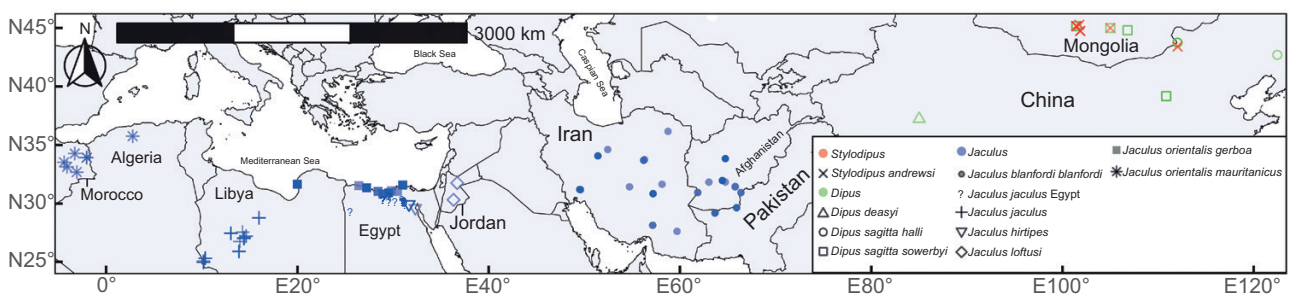 N45°
N40°
N35°
N30°
N25°
N
3000 km
Black Sea
Caspian Sea
Mongolia
China
Iran
Afghanistan
Pakistan
Mediterranean Sea
Algeria
Morocco
Libya
Egypt
Jordan
? ? ? ?
Stylodipus
Stylodipus andrewsi
Dipus
Dipus deasyi
Dipus sagitta halli
Dipus sagitta sowerbyi
Jaculus
Jaculus blanfordi blanfordi
? Jaculus jaculus Egypt
Jaculus jaculus
Jaculus hirtipes
Jaculus loftusi
Jaculus orientalis gerboa
Jaculus orientalis mauritanicus
0° E20° E40° E60° E80° E100° E120°